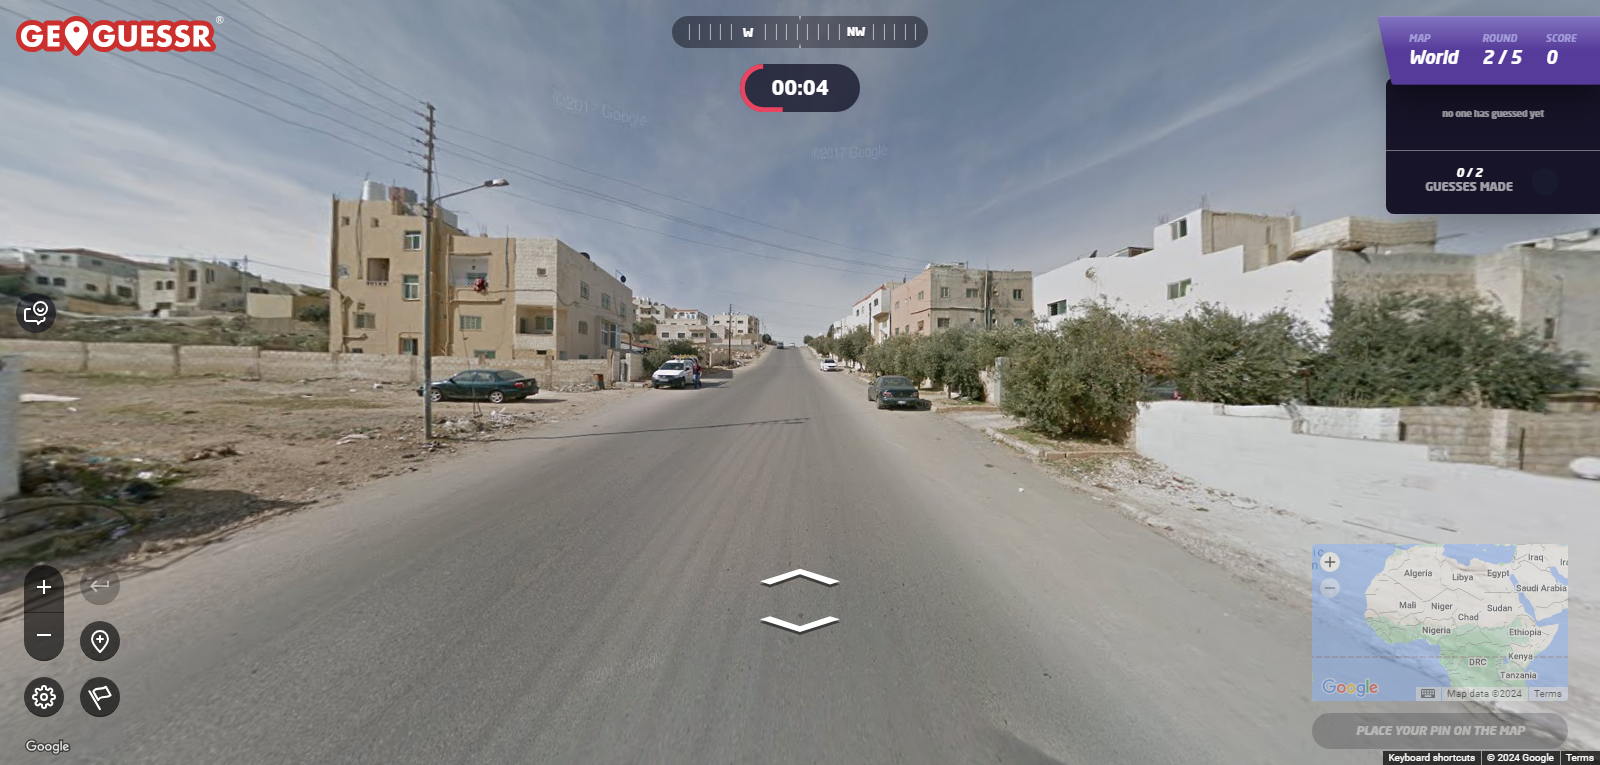 GEOGUESSR®
W
NW
00:04
MAP
World
ROUND
2 / 5
SCORE
0
no one has guessed yet
0 / 2
GUESSES MADE
©2017 Google
©2017 Google
Iraq
Algeria
Libya
Egypt
Saudi Arabia
Mali
Niger
Chad
Sudan
Nigeria
Ethiopia
DRC
Kenya
Tanzania
Google
Map data ©2024
Terms
PLACE YOUR PIN ON THE MAP
Google
Keyboard shortcuts
© 2024 Google
Terms